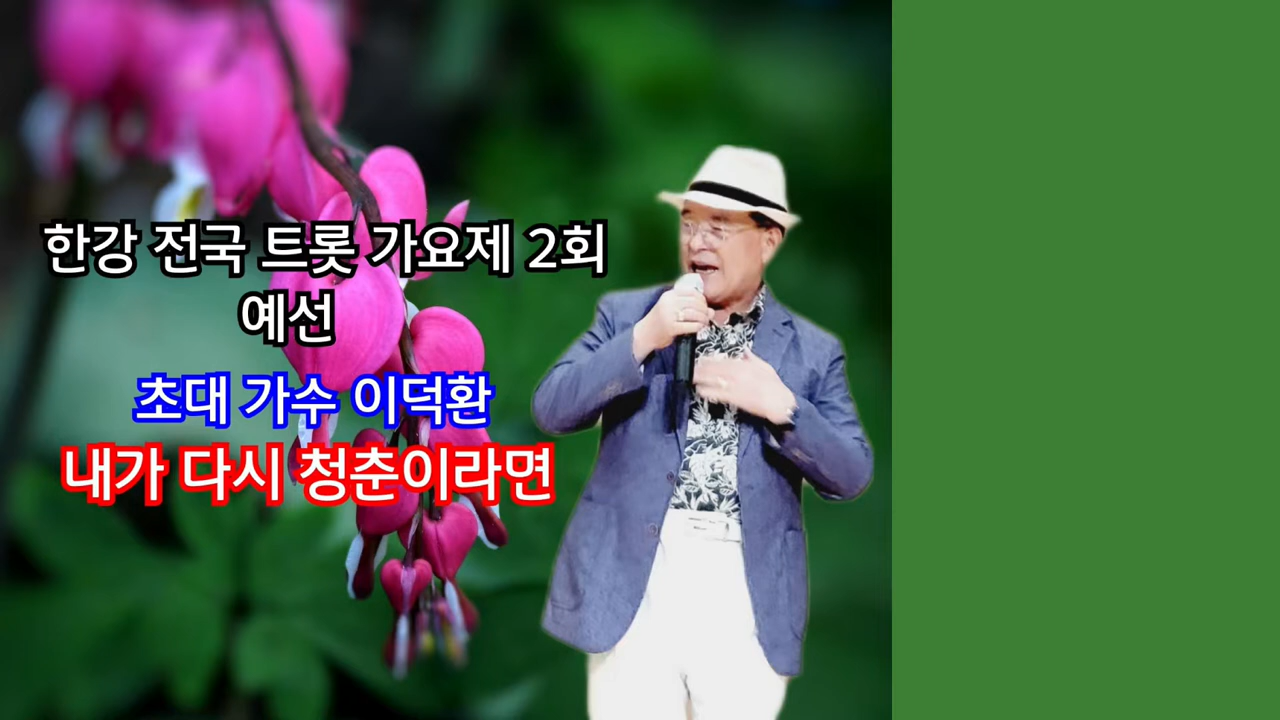 한강 전국 트롯 가요제 2회
예선
초대 가수 이덕환
내가 다시 청춘이라면